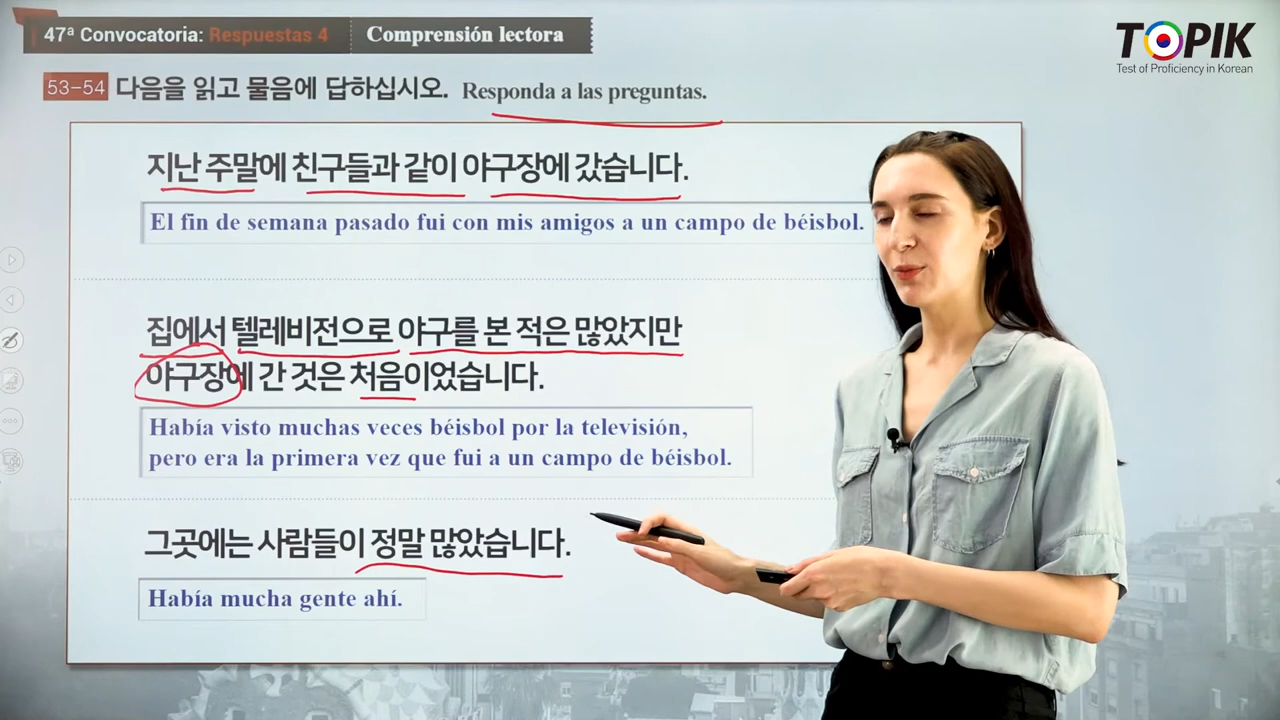 47ª Convocatoria: Respuestas 4 Comprensión lectora
TOPIK
Test of Proficiency in Korean
53-54 다음을 읽고 물음에 답하십시오. Responda a las preguntas.
지난 주말에 친구들과 같이 야구장에 갔습니다.
El fin de semana pasado fui con mis amigos a un campo de béisbol.
집에서 텔레비전으로 야구를 본 적은 많았지만
야구장에 간 것은 처음이었습니다.
Había visto muchas veces béisbol por la televisión,
pero era la primera vez que fui a un campo de béisbol.
그곳에는 사람들이 정말 많았습니다.
Había mucha gente ahí.